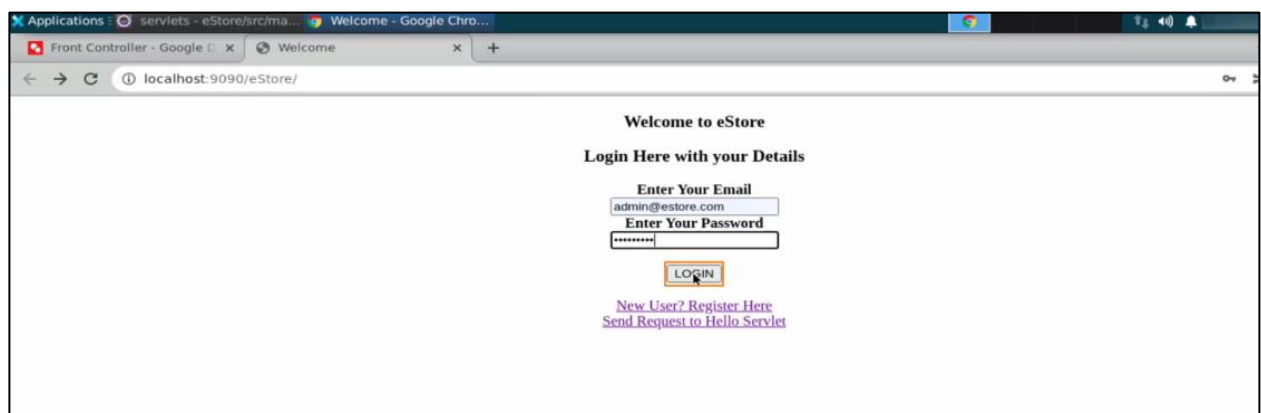 Applications servlets - eStore/src/ma... Welcome - Google Chro...
Front Controller - Google D Welcome
localhost:9090/eStore/
Welcome to eStore
Login Here with your Details
Enter Your Email
admin@estore.com
Enter Your Password
•••••••••
LOGIN
New User? Register Here
Send Request to Hello Servlet